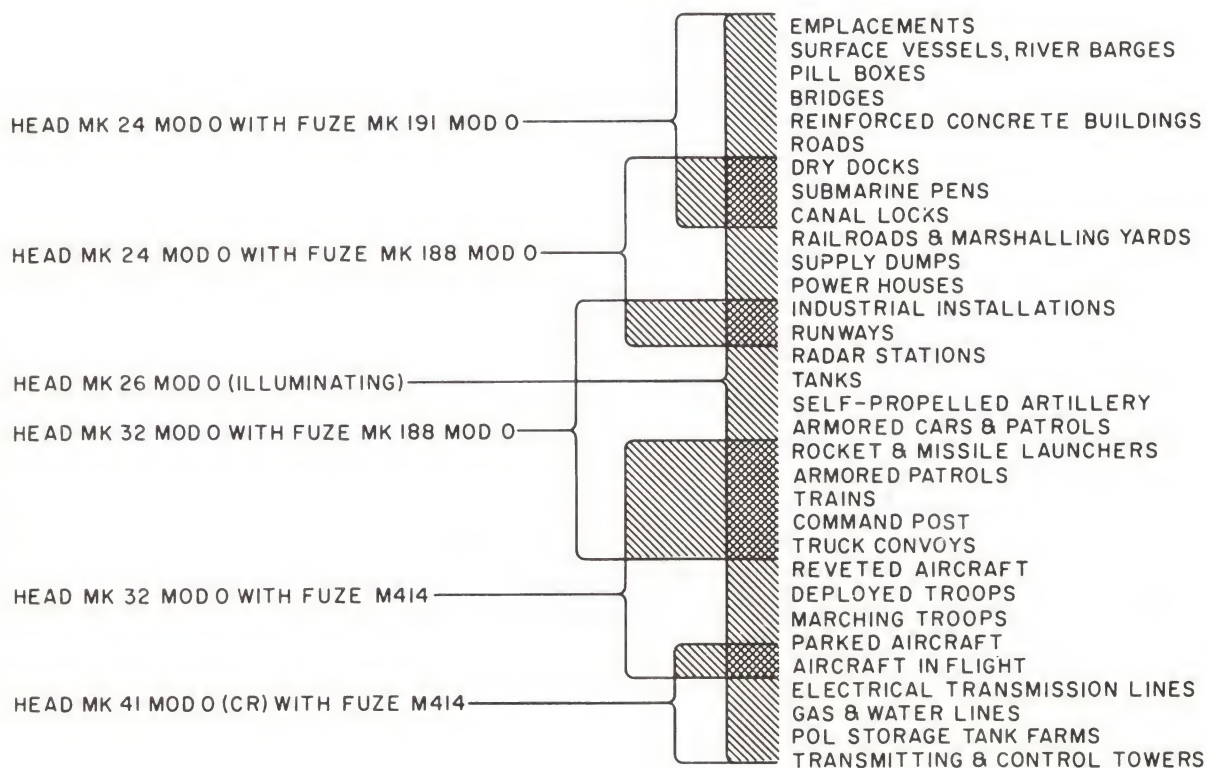 EMPLACEMENTS
SURFACE VESSELS, RIVER BARGES
PILL BOXES
BRIDGES
HEAD MK 24 MOD 0 WITH FUZE MK 191 MOD 0
REINFORCED CONCRETE BUILDINGS
ROADS
DRY DOCKS
SUBMARINE PENS
CANAL LOCKS
RAILROADS & MARSHALLING YARDS
HEAD MK 24 MOD 0 WITH FUZE MK 188 MOD 0
SUPPLY DUMPS
POWER HOUSES
INDUSTRIAL INSTALLATIONS
RUNWAYS
RADAR STATIONS
HEAD MK 26 MOD 0 (ILLUMINATING)
TANKS
SELF-PROPELLED ARTILLERY
HEAD MK 32 MOD 0 WITH FUZE MK 188 MOD 0
ARMORED CARS & PATROLS
ROCKET & MISSILE LAUNCHERS
ARMORED PATROLS
TRAINS
COMMAND POST
TRUCK CONVOYS
REVETED AIRCRAFT
HEAD MK 32 MOD 0 WITH FUZE M414
DEPLOYED TROOPS
MARCHING TROOPS
PARKED AIRCRAFT
AIRCRAFT IN FLIGHT
ELECTRICAL TRANSMISSION LINES
HEAD MK 41 MOD 0 (CR) WITH FUZE M414
GAS & WATER LINES
POL STORAGE TANK FARMS
TRANSMITTING & CONTROL TOWERS